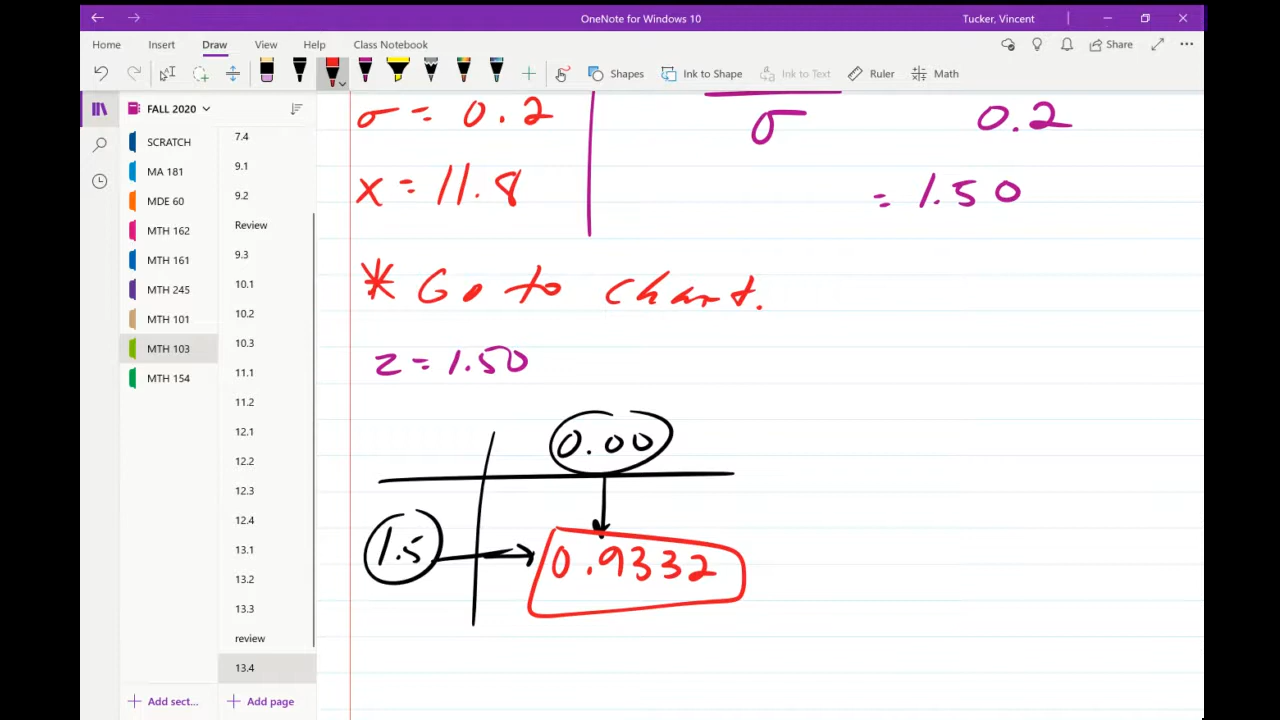 OneNote for Windows 10
Tucker, Vincent
Home Insert Draw View Help Class Notebook
Share
Shapes Ink to Shape Ink to Text Ruler Math
FALL 2020
SCRATCH
MA 181
MDE 60
MTH 162
MTH 161
MTH 245
MTH 101
MTH 103
MTH 154
Add sect...
7.4
9.1
9.2
Review
9.3
10.1
10.2
10.3
11.1
11.2
12.1
12.2
12.3
12.4
13.1
13.2
13.3
review
13.4
Add page
σ = 0.2
x = 11.8
σ
0.2
= 1.50
* Go to chart.
z = 1.50
0.00
1.5
0.9332